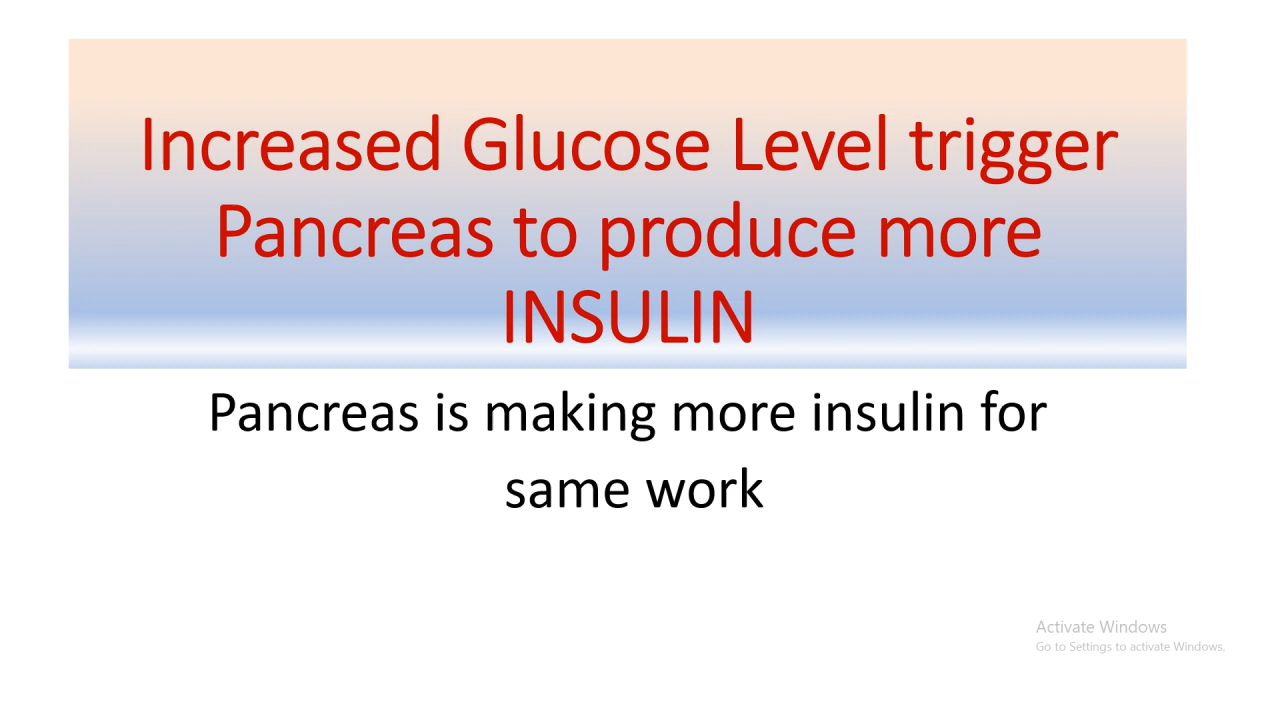 Increased Glucose Level trigger
Pancreas to produce more
INSULIN
Pancreas is making more insulin for
same work
Activate Windows
Go to Settings to activate Windows.